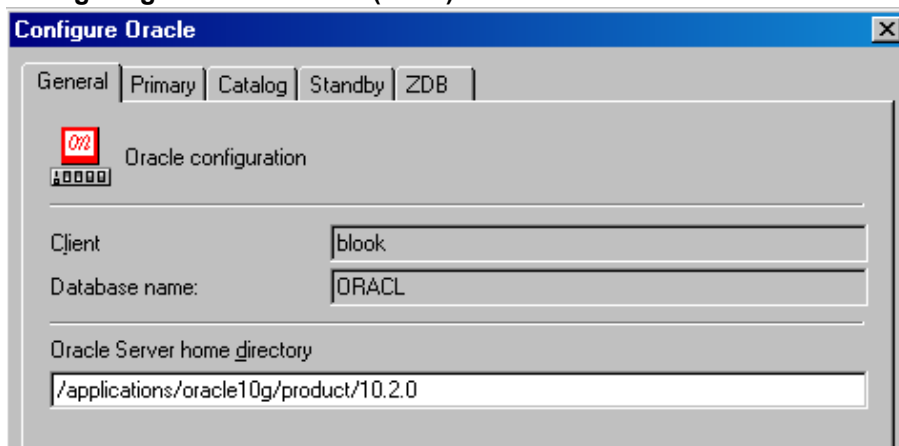 Configure Oracle
General Primary Catalog Standby ZDB
Oracle configuration
Client blook
Database name: ORACL
Oracle Server home directory
/applications/oracle10g/product/10.2.0